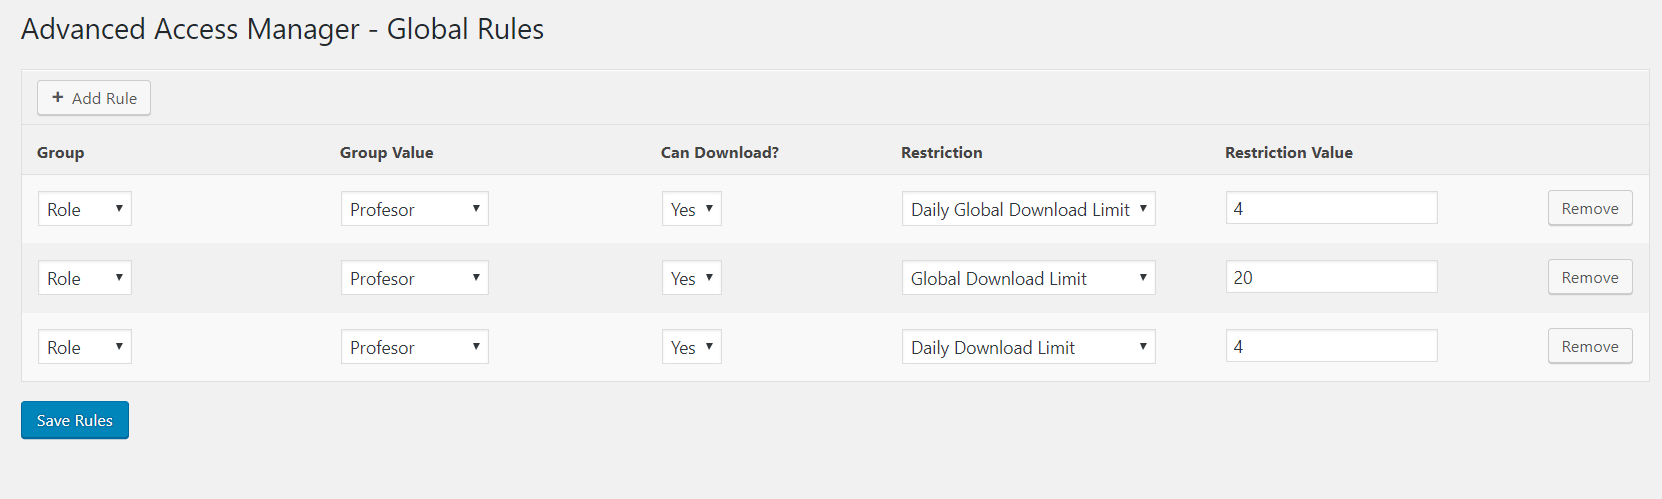 Advanced Access Manager - Global Rules
+ Add Rule
Group Group Value Can Download? Restriction Restriction Value
Role Profesor Yes Daily Global Download Limit 4 Remove
Role Profesor Yes Global Download Limit 20 Remove
Role Profesor Yes Daily Download Limit 4 Remove
Save Rules